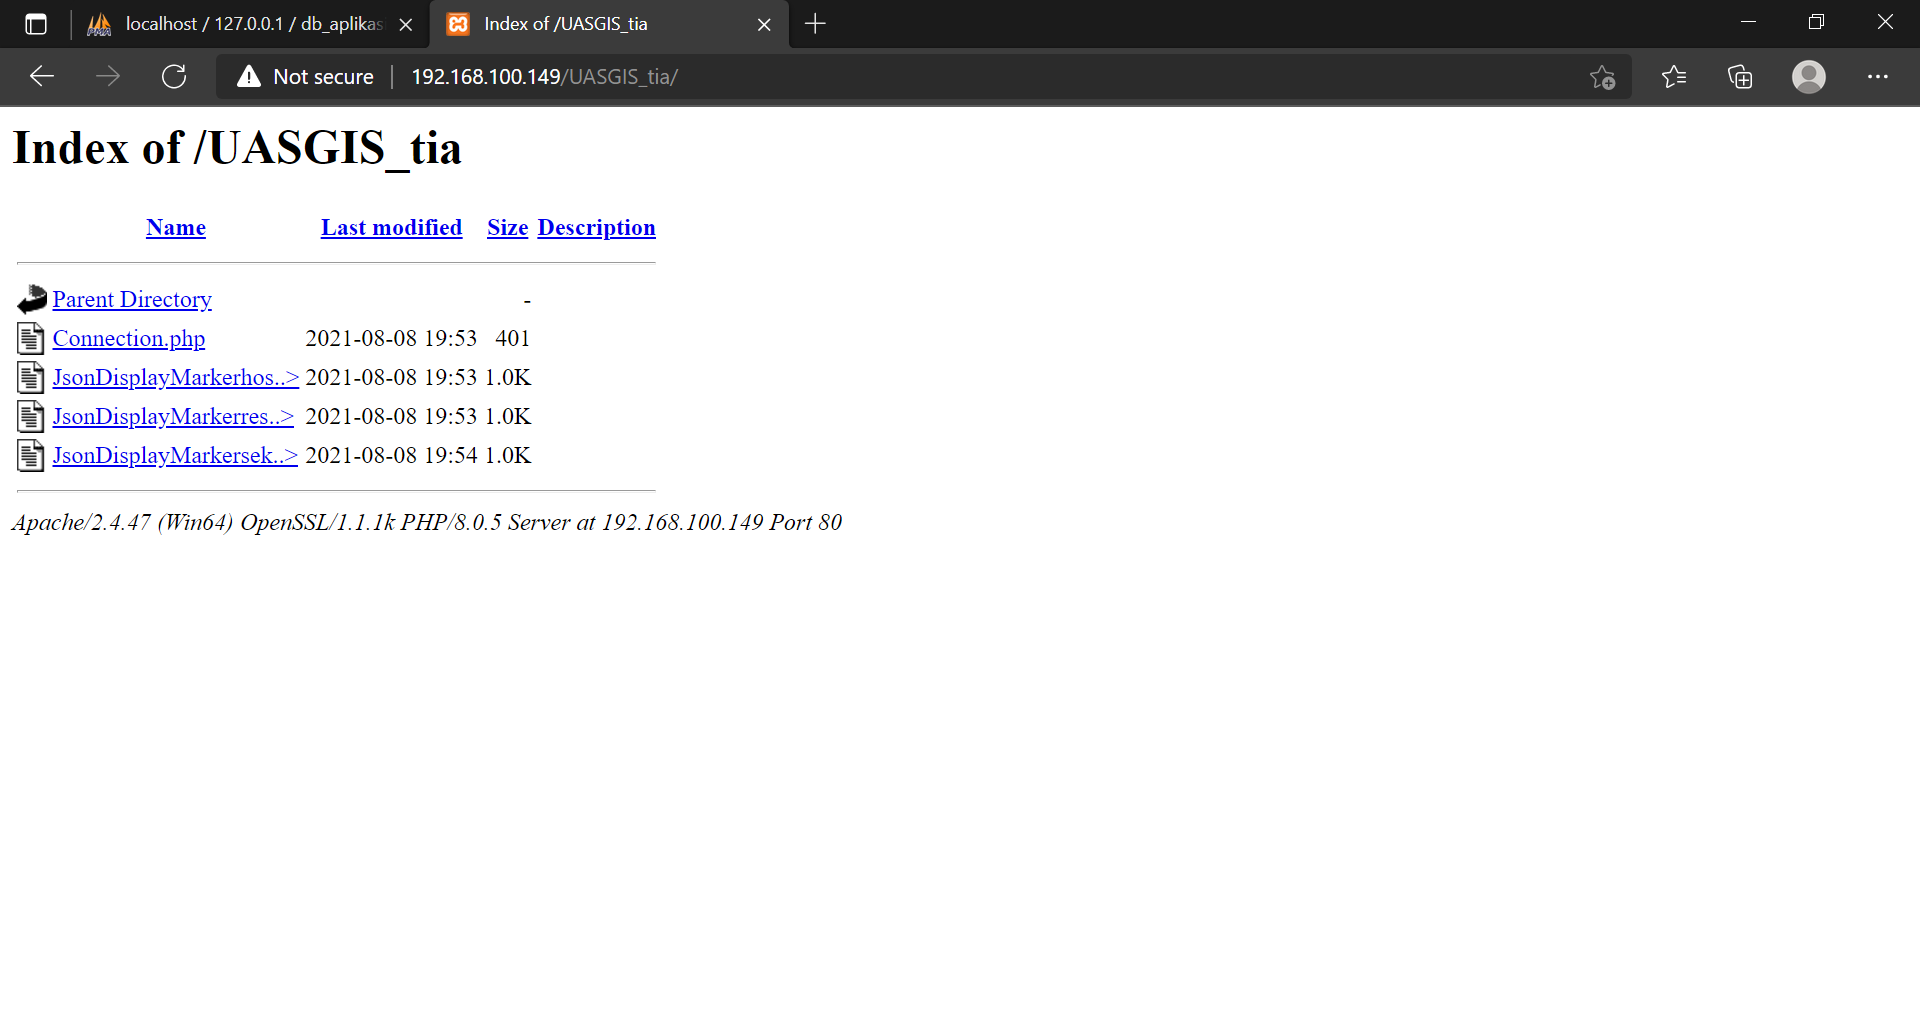 localhost / 127.0.0.1 / db_aplikas
Index of /UASGIS_tia
Not secure
192.168.100.149/UASGIS_tia/
Index of /UASGIS_tia
Name Last modified Size Description
Parent Directory -
Connection.php 2021-08-08 19:53 401
JsonDisplayMarkerhos..> 2021-08-08 19:53 1.0K
JsonDisplayMarkerres..> 2021-08-08 19:53 1.0K
JsonDisplayMarkersek..> 2021-08-08 19:54 1.0K
Apache/2.4.47 (Win64) OpenSSL/1.1.1k PHP/8.0.5 Server at 192.168.100.149 Port 80